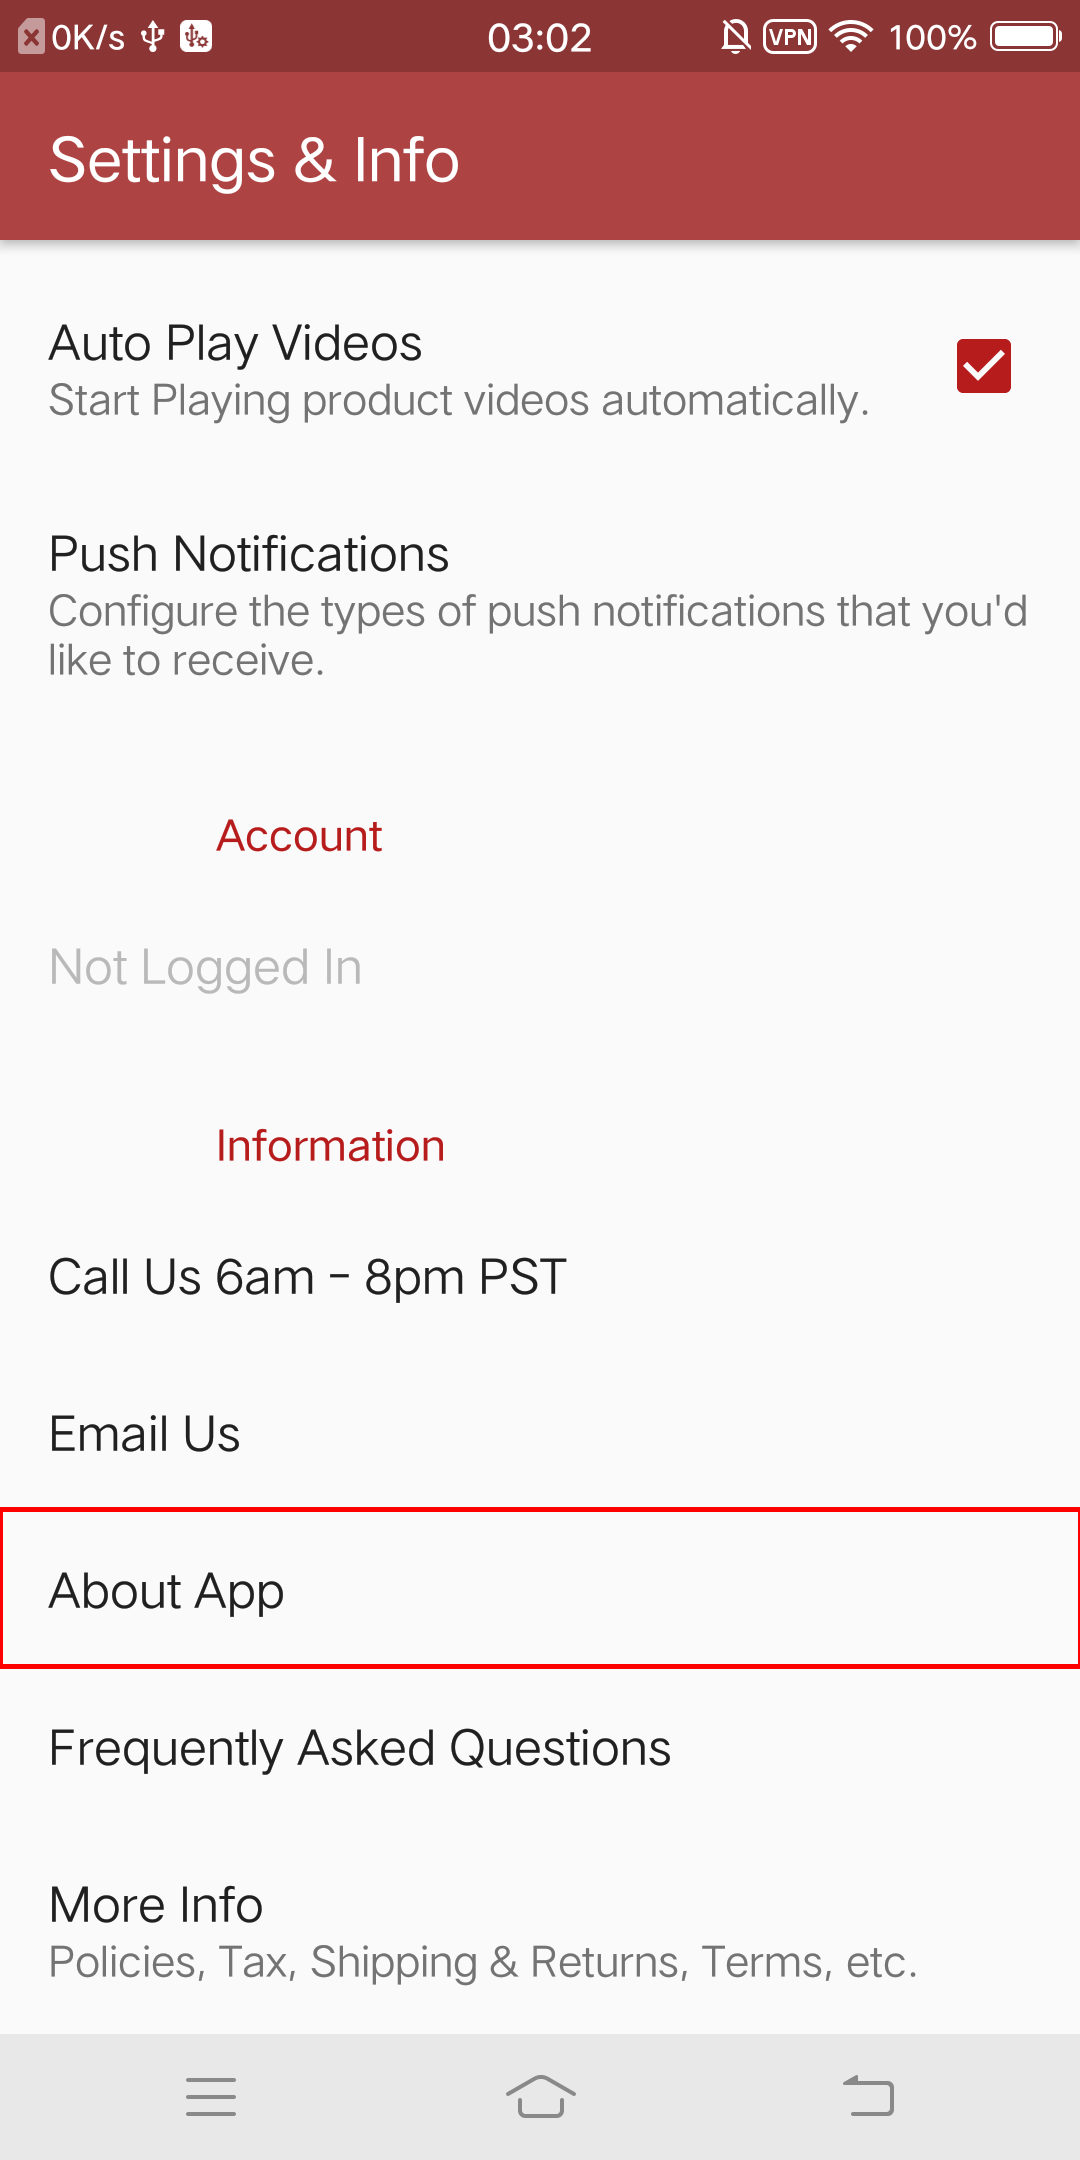 0K/s 03:02 VPN 100%
Settings & Info
Auto Play Videos
Start Playing product videos automatically.
Push Notifications
Configure the types of push notifications that you'd
like to receive.
Account
Not Logged In
Information
Call Us 6am - 8pm PST
Email Us
About App
Frequently Asked Questions
More Info
Policies, Tax, Shipping & Returns, Terms, etc.